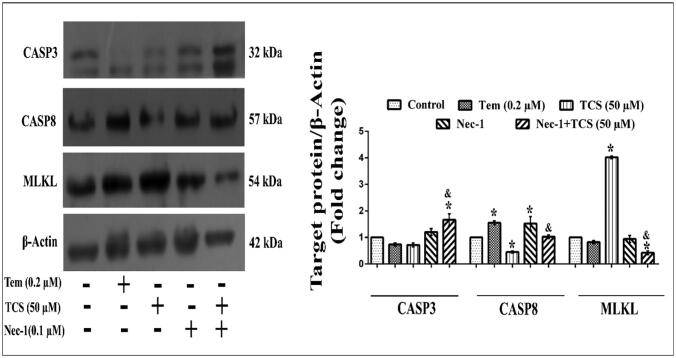 CASP3
32 kDa
CASP8
57 kDa
MLKL
54 kDa
β-Actin
42 kDa
Tem (0.2 μM) - + - - -
TCS (50 μM) - - + - +
Nec-1(0.1 μM) - - - + +
Target protein/β-Actin
(Fold change)
Control Tem (0.2 μM) TCS (50 μM)
Nec-1 Nec-1+TCS (50 μM)
5
4
3
2
1
0
&
*
*
*
*
&
*
&
*
CASP3 CASP8 MLKL